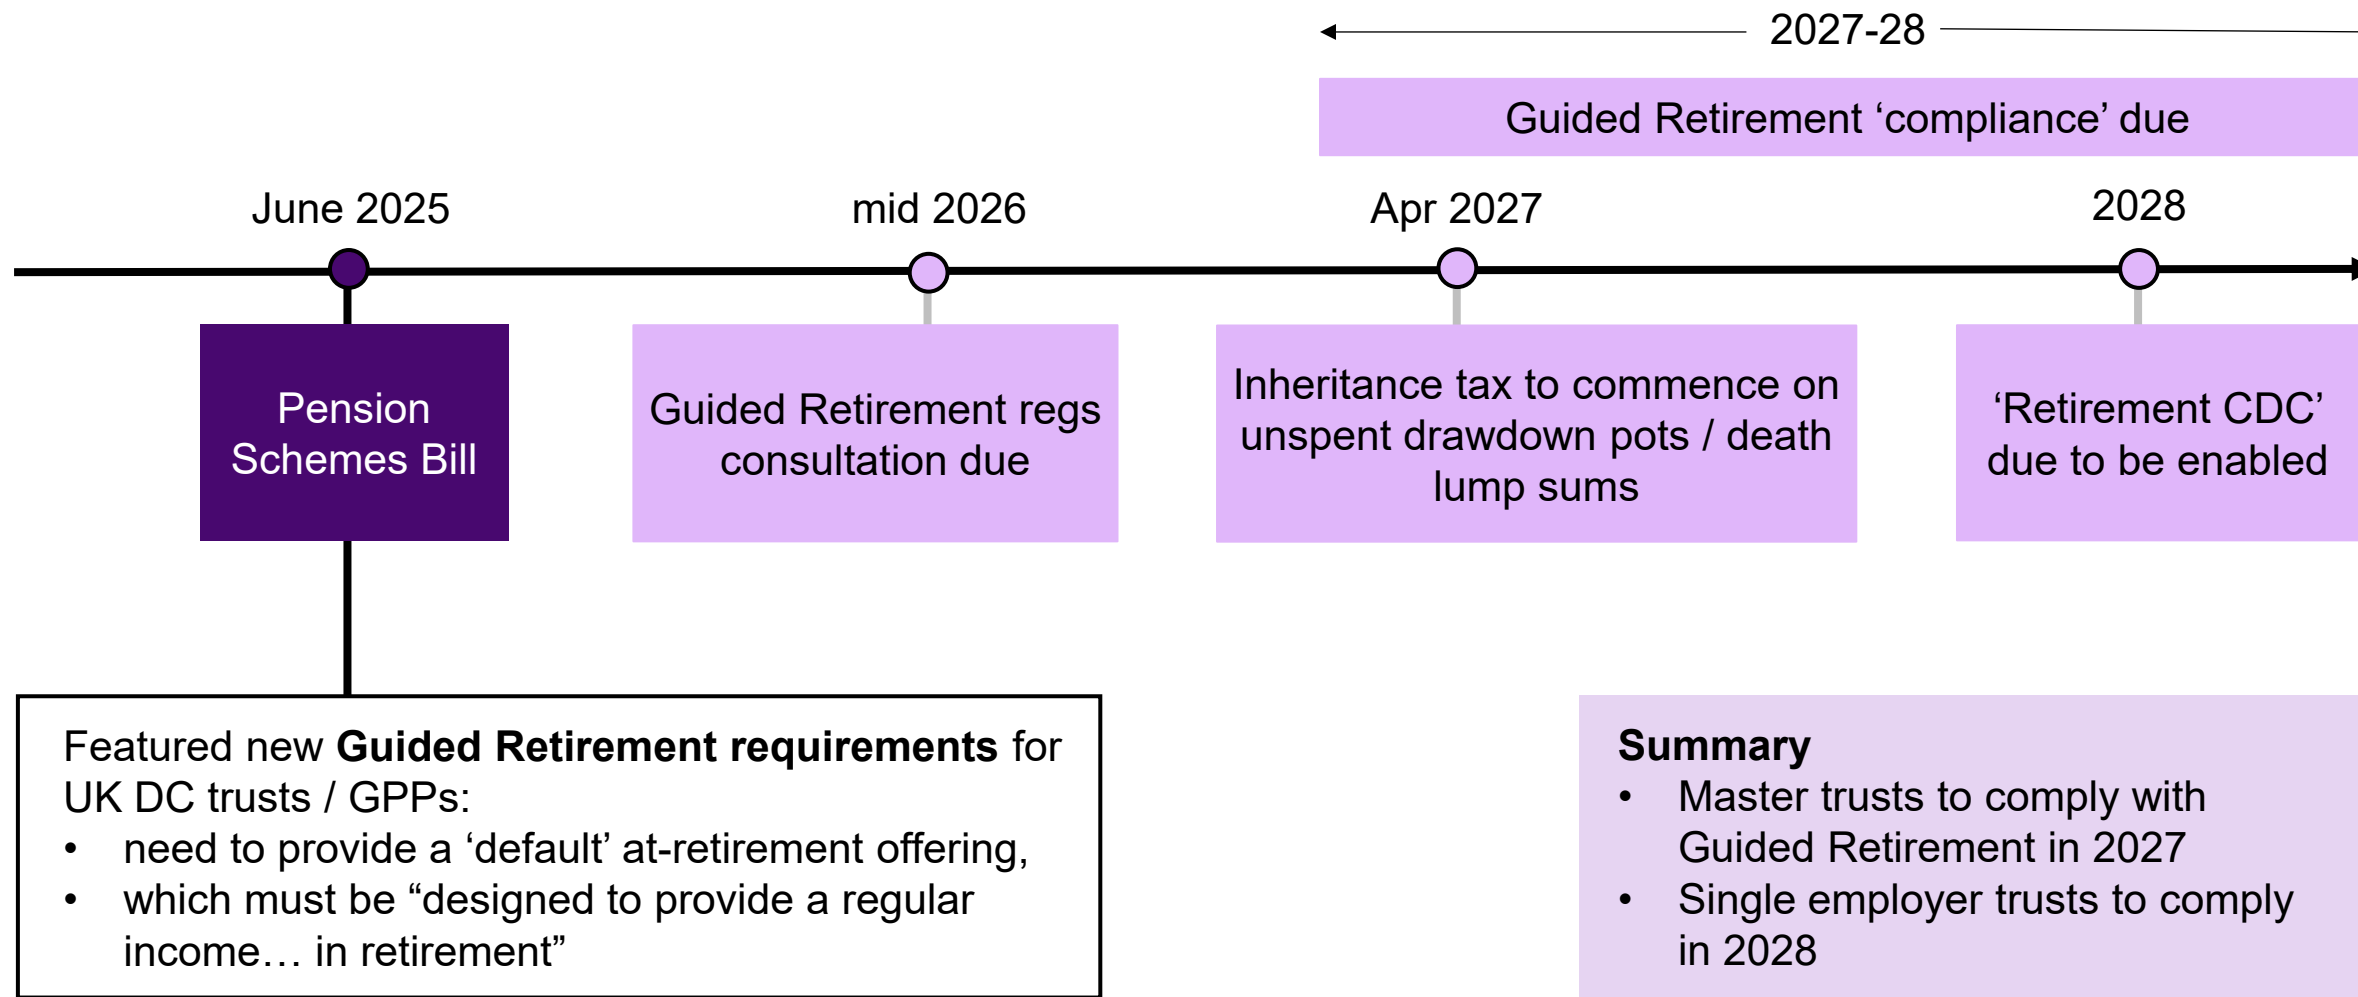 2027-28
Guided Retirement ‘compliance’ due
June 2025
mid 2026
Apr 2027
2028
Pension
Schemes Bill
Guided Retirement regs
consultation due
Inheritance tax to commence on
unspent drawdown pots / death
lump sums
‘Retirement CDC’
due to be enabled
Featured new Guided Retirement requirements for
UK DC trusts / GPPs:
• need to provide a ‘default’ at-retirement offering,
• which must be “designed to provide a regular
income… in retirement”
Summary
• Master trusts to comply with
Guided Retirement in 2027
• Single employer trusts to comply
in 2028